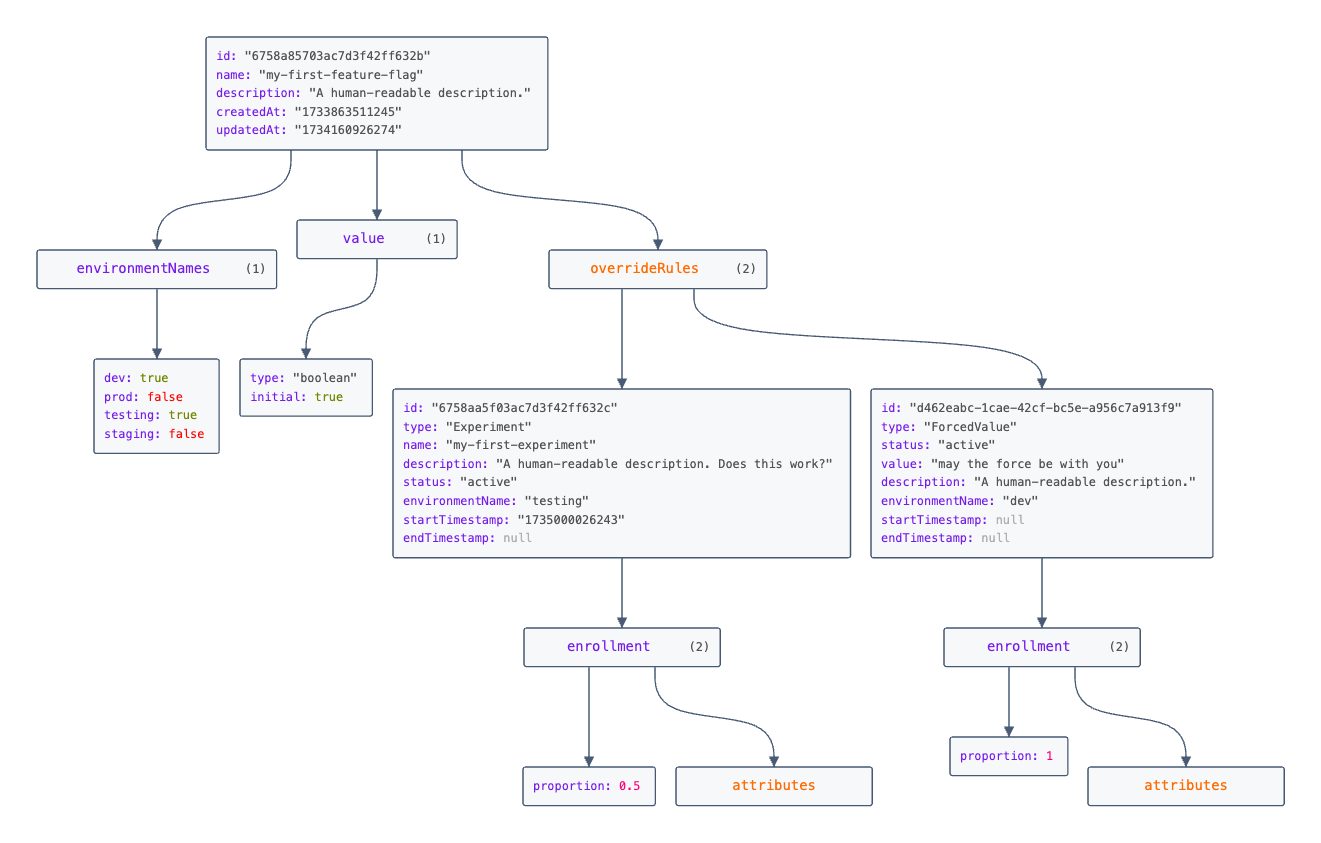 id: "6758a85703ac7d3f42ff632b"
name: "my-first-feature-flag"
description: "A human-readable description."
createdAt: "1733863511245"
updatedAt: "1734160926274"
environmentNames (1)
value (1)
overrideRules (2)
dev: true
prod: false
testing: true
staging: false
type: "boolean"
initial: true
id: "6758aa5f03ac7d3f42ff632c"
type: "Experiment"
name: "my-first-experiment"
description: "A human-readable description. Does this work?"
status: "active"
environmentName: "testing"
startTimestamp: "1735000026243"
endTimestamp: null
id: "d462eabc-1cae-42cf-bc5e-a956c7a913f9"
type: "ForcedValue"
status: "active"
value: "may the force be with you"
description: "A human-readable description."
environmentName: "dev"
startTimestamp: null
endTimestamp: null
enrollment (2)
proportion: 0.5
attributes
enrollment (2)
proportion: 1
attributes